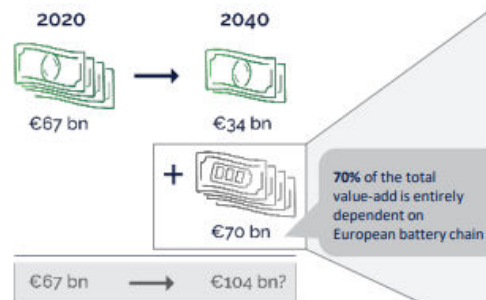 2020 2040
€67 bn €34 bn
+
€70 bn
70% of the total
value-add is entirely
dependent on
European battery chain
€67 bn €104 bn?